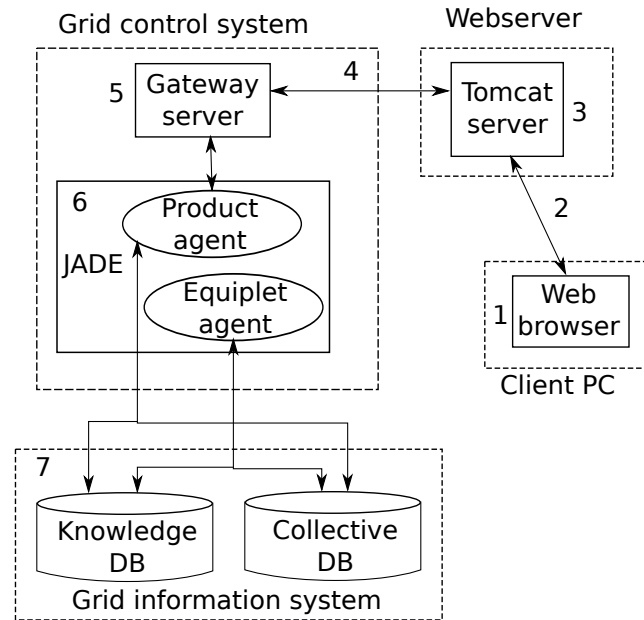 Grid control system
Webserver
5
Gateway
server
4
Tomcat
server
3
6
Product
agent
JADE
Equiplet
agent
2
1
Web
browser
Client PC
7
Knowledge
DB
Collective
DB
Grid information system